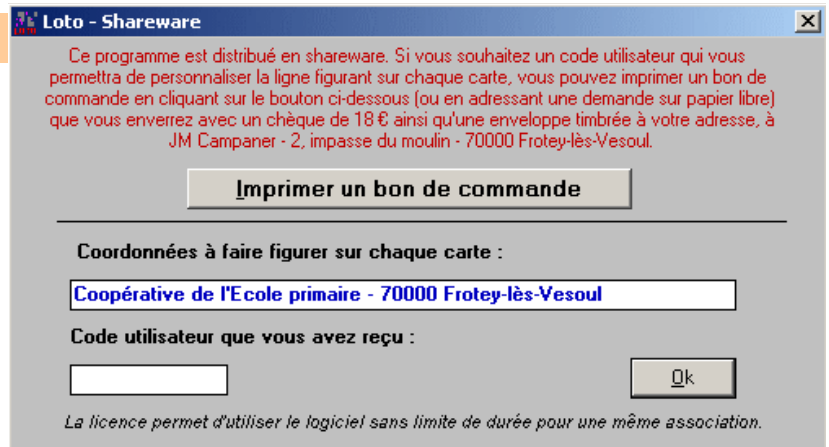 Loto - Shareware
Ce programme est distribué en shareware. Si vous souhaitez un code utilisateur qui vous
permettra de personnaliser la ligne figurant sur chaque carte, vous pouvez imprimer un bon de
commande en cliquant sur le bouton ci-dessous (ou en adressant une demande sur papier libre)
que vous enverrez avec un chèque de 18 € ainsi qu'une enveloppe timbrée à votre adresse, à
JM Campaner - 2, impasse du moulin - 70000 Frotey-lès-Vesoul.
Imprimer un bon de commande
Coordonnées à faire figurer sur chaque carte :
Coopérative de l'Ecole primaire - 70000 Frotey-lès-Vesoul
Code utilisateur que vous avez reçu :
Ok
La licence permet d'utiliser le logiciel sans limite de durée pour une même association.